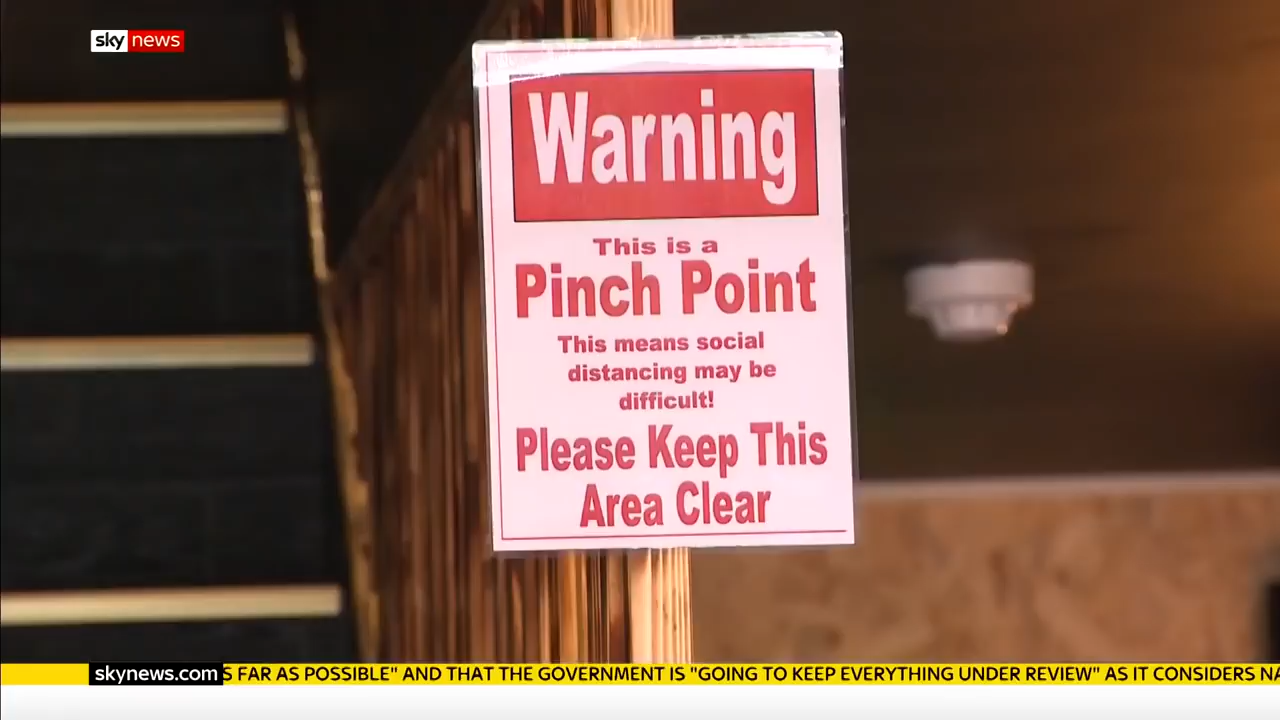 sky news
Warning
This is a
Pinch Point
This means social
distancing may be
difficult!
Please Keep This
Area Clear
skynews.com
FAR AS POSSIBLE" AND THAT THE GOVERNMENT IS "GOING TO KEEP EVERYTHING UNDER REVIEW" AS IT CONSIDERS